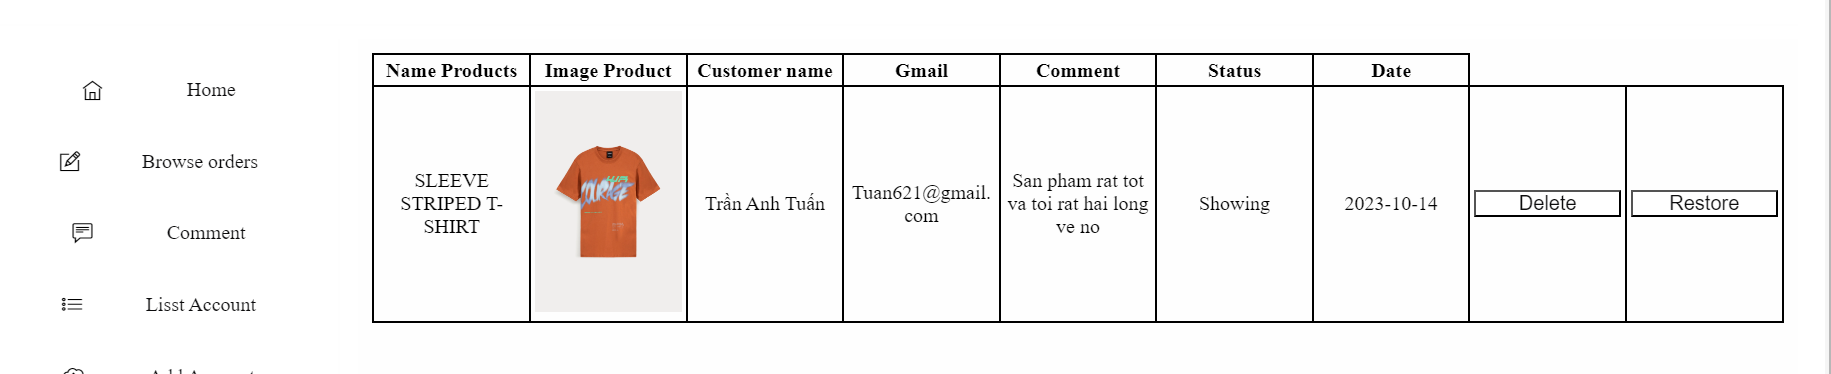 Home
Browse orders
Comment
Lisst Account
Name Products
Image Product
Customer name
Gmail
Comment
Status
Date
SLEEVE
STRIPED T-
SHIRT
COURAGE
Trần Anh Tuấn
Tuan621@gmail.
com
San pham rat tot
va toi rat hai long
ve no
Showing
2023-10-14
Delete
Restore